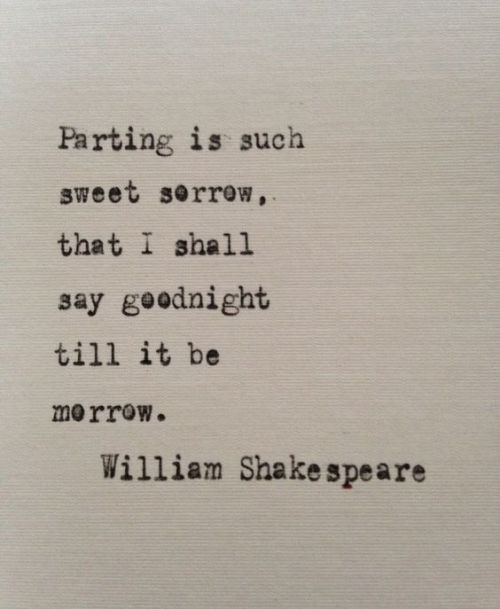 Parting is such
sweet sorrow,
that I shall
say goodnight
till it be
morrow.
William Shakespeare